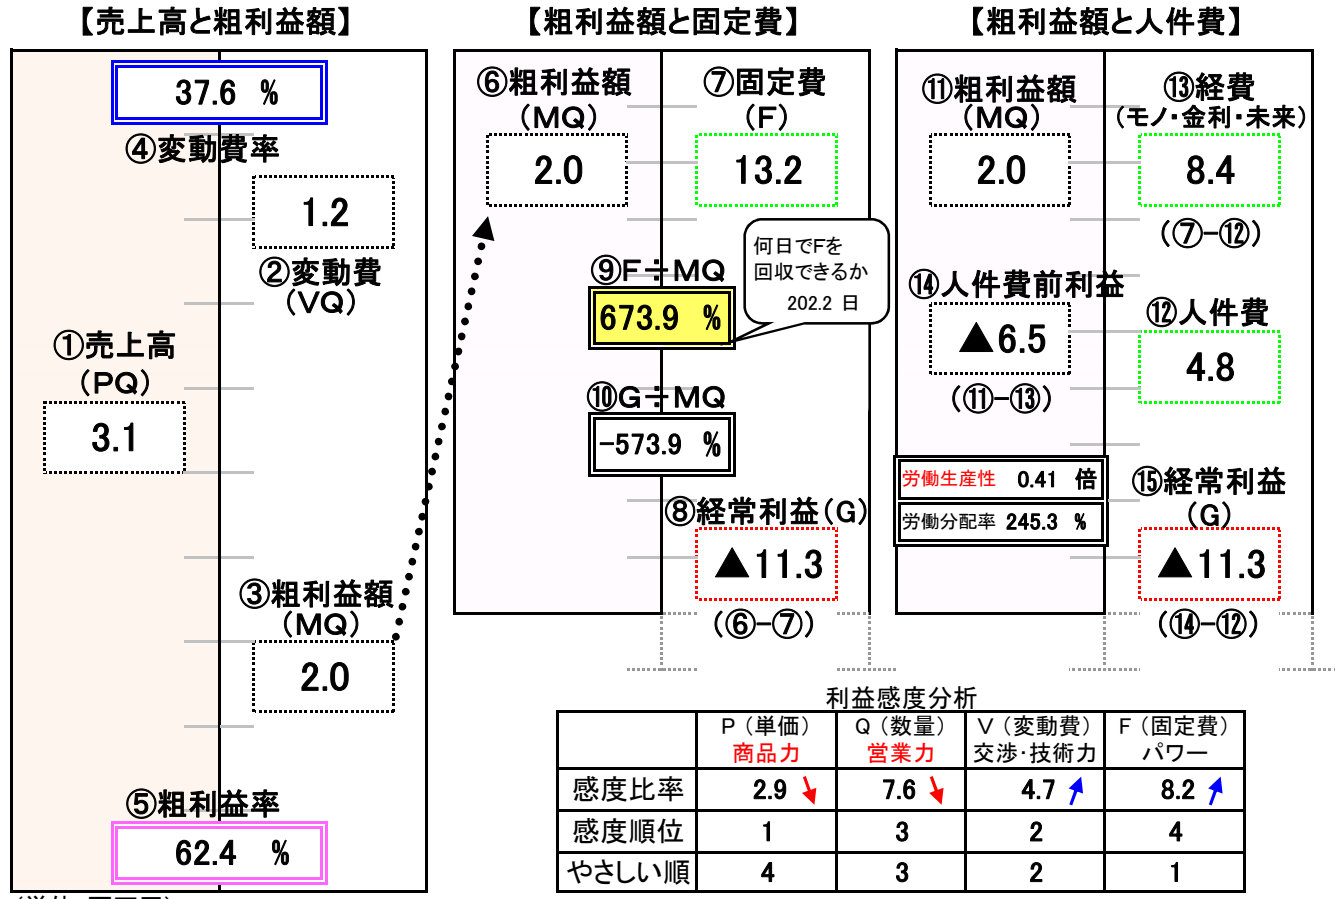 【売上高と粗利益額】
37.6 %
④変動費率
1.2
②変動費
(VQ)
①売上高
(PQ)
3.1
③粗利益額
(MQ)
2.0
⑤粗利益率
62.4 %
【粗利益額と固定費】
⑥粗利益額
(MQ)
2.0
⑦固定費
(F)
13.2
何日でFを
回収できるか
202.2 日
⑨F÷MQ
673.9 %
⑩G÷MQ
-573.9 %
⑧経常利益(G)
▲11.3
(⑥-⑦)
【粗利益額と人件費】
⑪粗利益額
(MQ)
2.0
⑬経費
(モノ・金利・未来)
8.4
(⑦-⑫)
⑭人件費前利益
▲6.5
(⑪-⑬)
⑫人件費
4.8
労働生産性 0.41 倍
労働分配率 245.3 %
⑮経常利益
(G)
▲11.3
(⑭-⑫)
利益感度分析
P(単価) Q(数量) V(変動費) F(固定費)
商品力 営業力 交渉・技術力 パワー
感度比率 2.9 7.6 4.7 8.2
感度順位 1 3 2 4
やさしい順 4 3 2 1